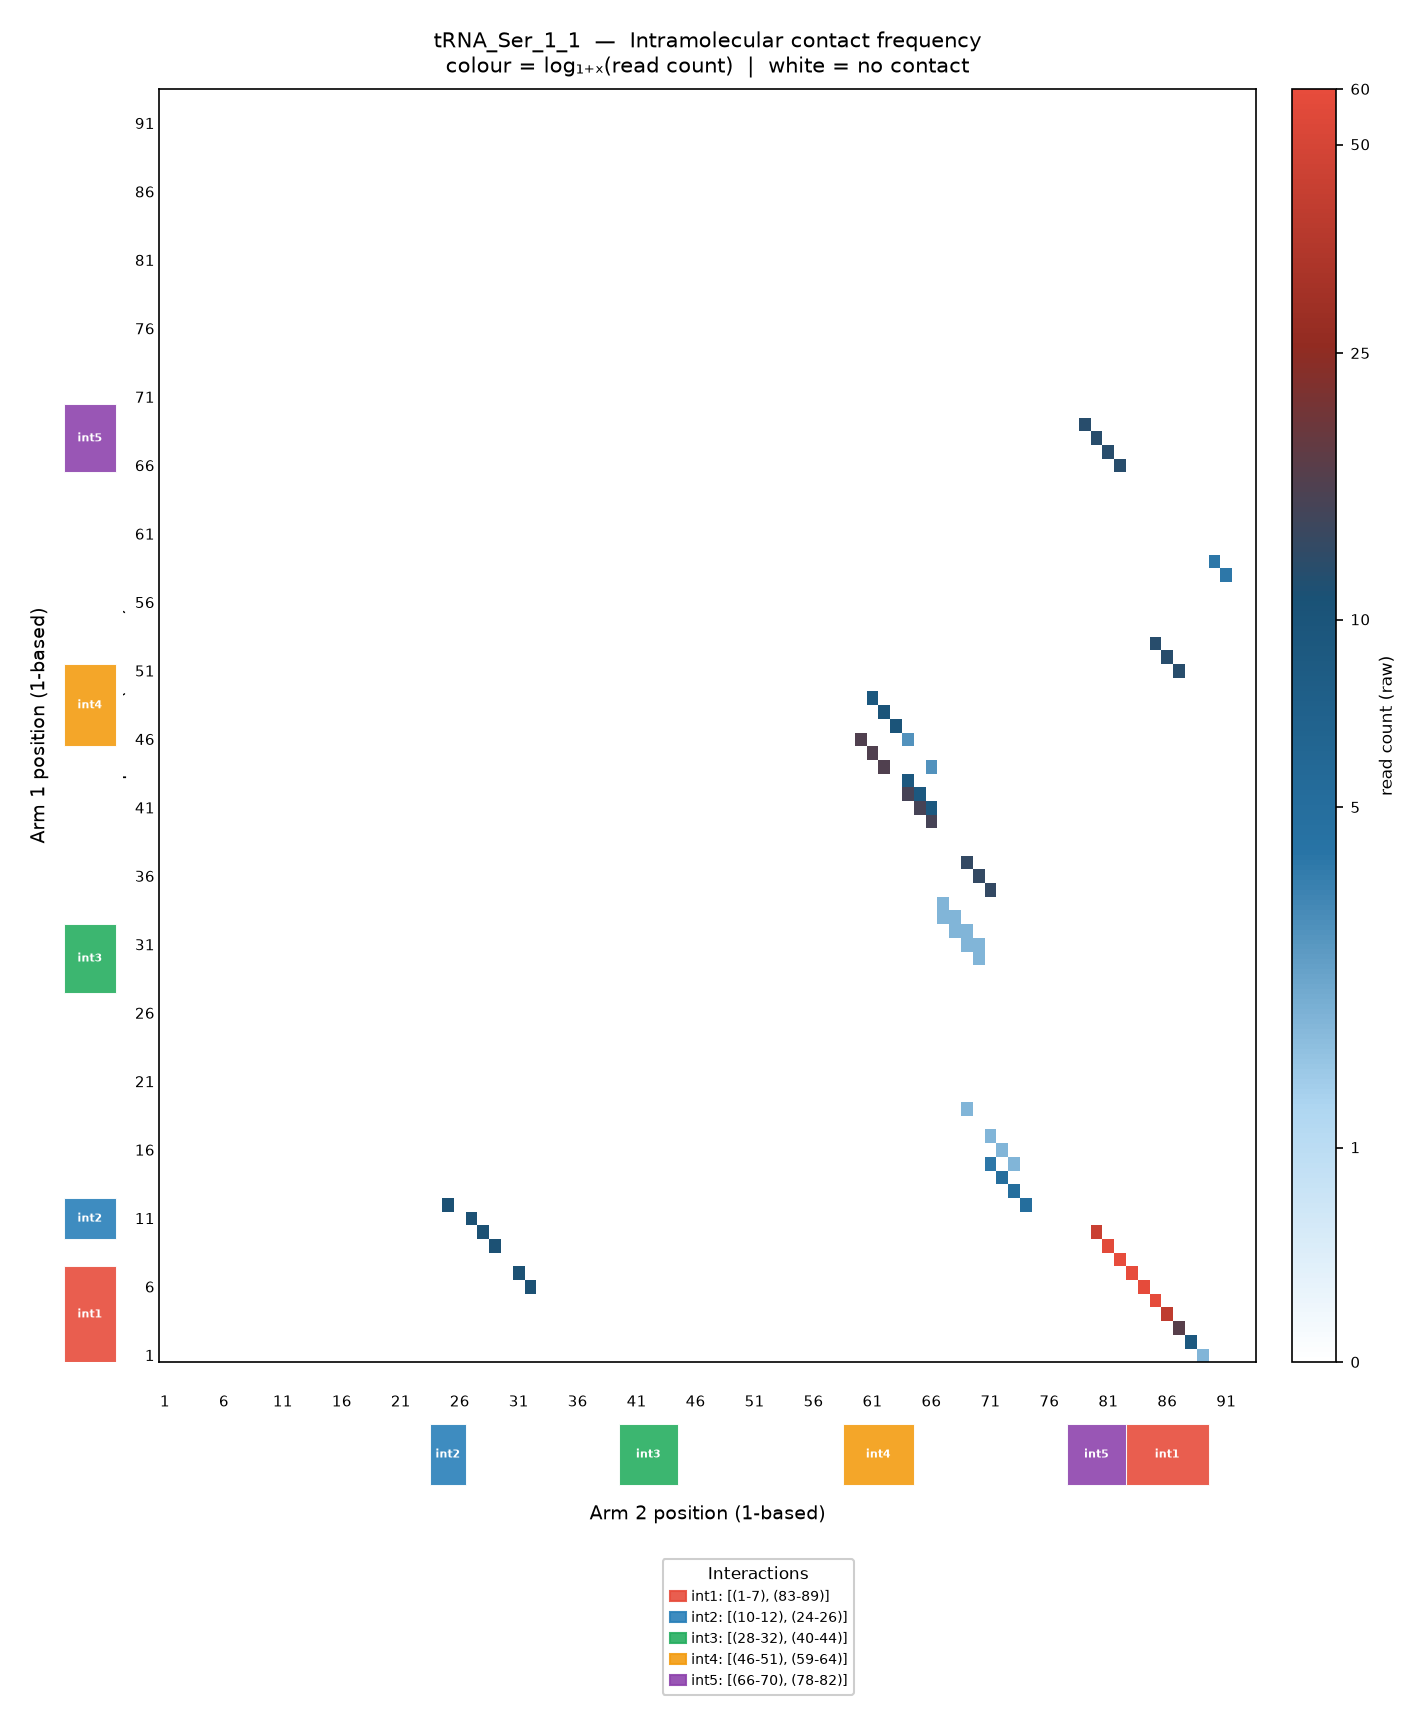 tRNA_Ser_1_1 — Intramolecular contact frequency
colour = log₁₊ₓ(read count) | white = no contact
91
86
81
76
71
66
61
56
51
46
41
36
31
26
21
16
11
6
1
Arm 1 position (1-based)
int5
int4
int3
int2
int1
1 6 11 16 21 26 31 36 41 46 51 56 61 66 71 76 81 86 91
int2 int3 int4 int5 int1
Arm 2 position (1-based)
60
50
25
10
5
1
0
read count (raw)
Interactions
int1: [(1-7), (83-89)]
int2: [(10-12), (24-26)]
int3: [(28-32), (40-44)]
int4: [(46-51), (59-64)]
int5: [(66-70), (78-82)]